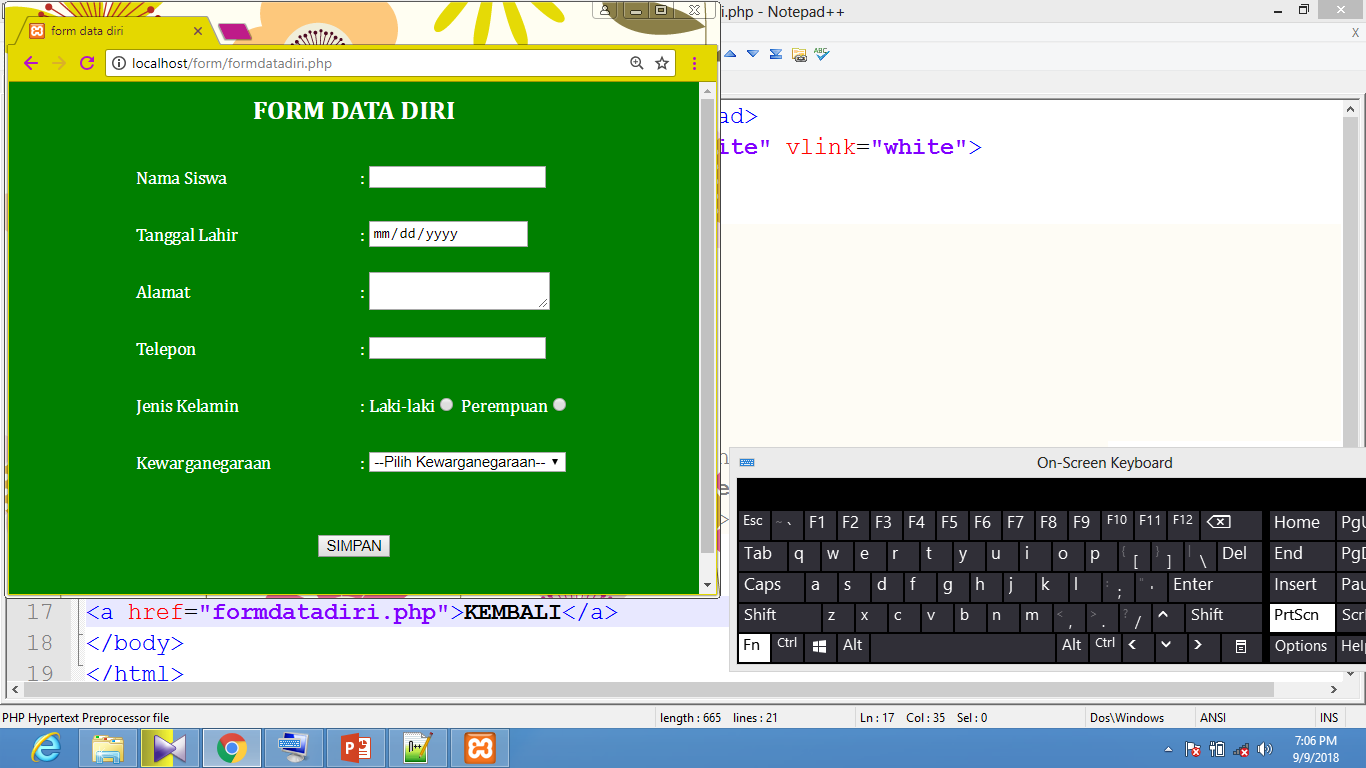 form data diri
i.php - Notepad++
localhost/form/formdatadiri.php
FORM DATA DIRI
Nama Siswa :
Tanggal Lahir : mm/dd/yyyy
Alamat :
Telepon :
Jenis Kelamin : Laki-laki Perempuan
Kewarganegaraan : --Pilih Kewarganegaraan--
SIMPAN
ad>
ite" vlink="white">
17 <a href="formdatadiri.php">KEMBALI</a>
18 </body>
19 </html>
On-Screen Keyboard
Esc ~ ` F1 F2 F3 F4 F5 F6 F7 F8 F9 F10 F11 F12 Home PgU
Tab q w e r t y u i o p { [ } ] | \ Del End PgD
Caps a s d f g h j k l : ; " ' Enter Insert Pau
Shift z x c v b n m < , > . ? / Shift PrtScn Scr
Fn Ctrl Alt Alt Ctrl Options Help
PHP Hypertext Preprocessor file length : 665 lines : 21 Ln : 17 Col : 35 Sel : 0 Dos\Windows ANSI INS
7:06 PM
9/9/2018